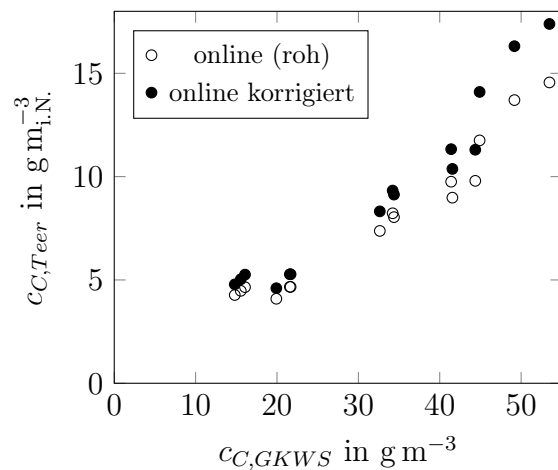 online (roh)
online korrigiert
15
10
5
0
0 10 20 30 40 50
c_{C,Teer} in g m_{i.N.}^{−3}
c_{C,GKWS} in g m^{−3}